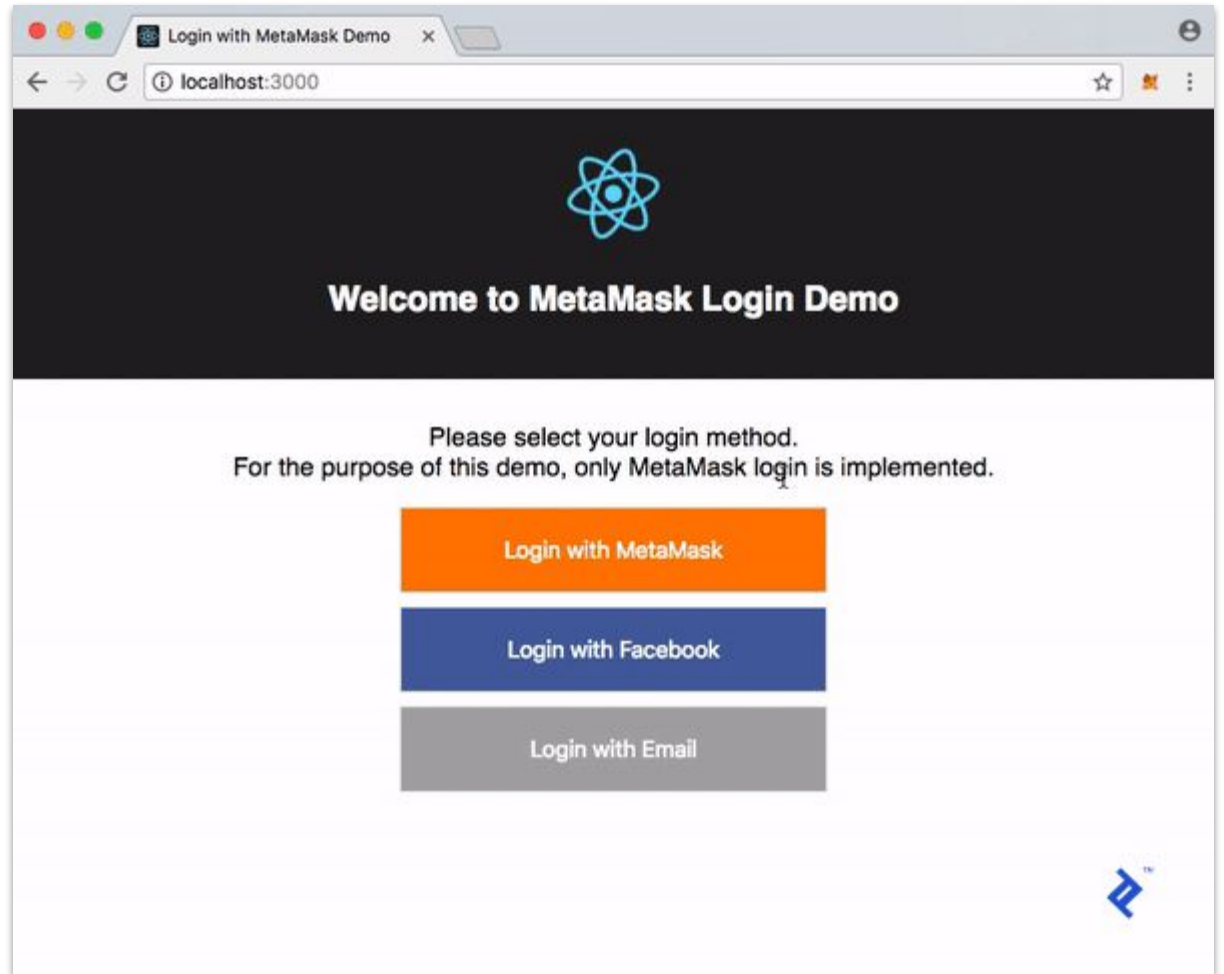 Login with MetaMask Demo
localhost:3000
Welcome to MetaMask Login Demo
Please select your login method.
For the purpose of this demo, only MetaMask login is implemented.
Login with MetaMask
Login with Facebook
Login with Email
TM